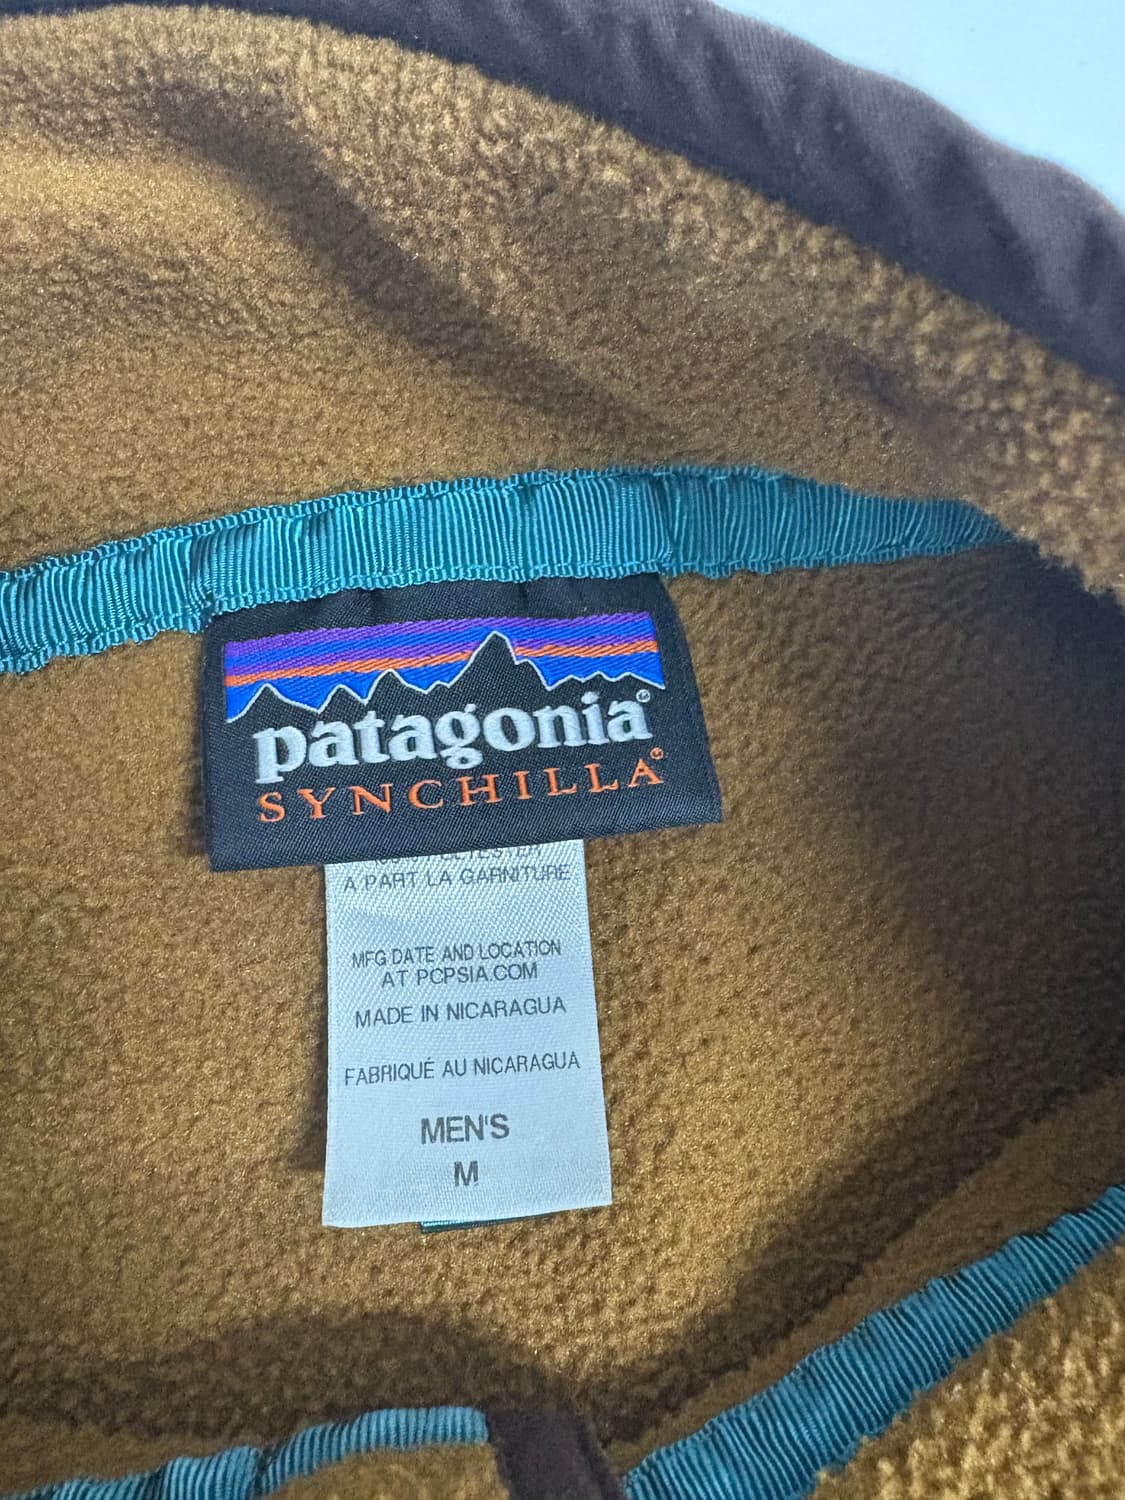 patagonia®
SYNCHILLA®
A PART LA GARNITURE
MFG DATE AND LOCATION
AT PCPSIA.COM
MADE IN NICARAGUA
FABRIQUÉ AU NICARAGUA
MEN'S
M